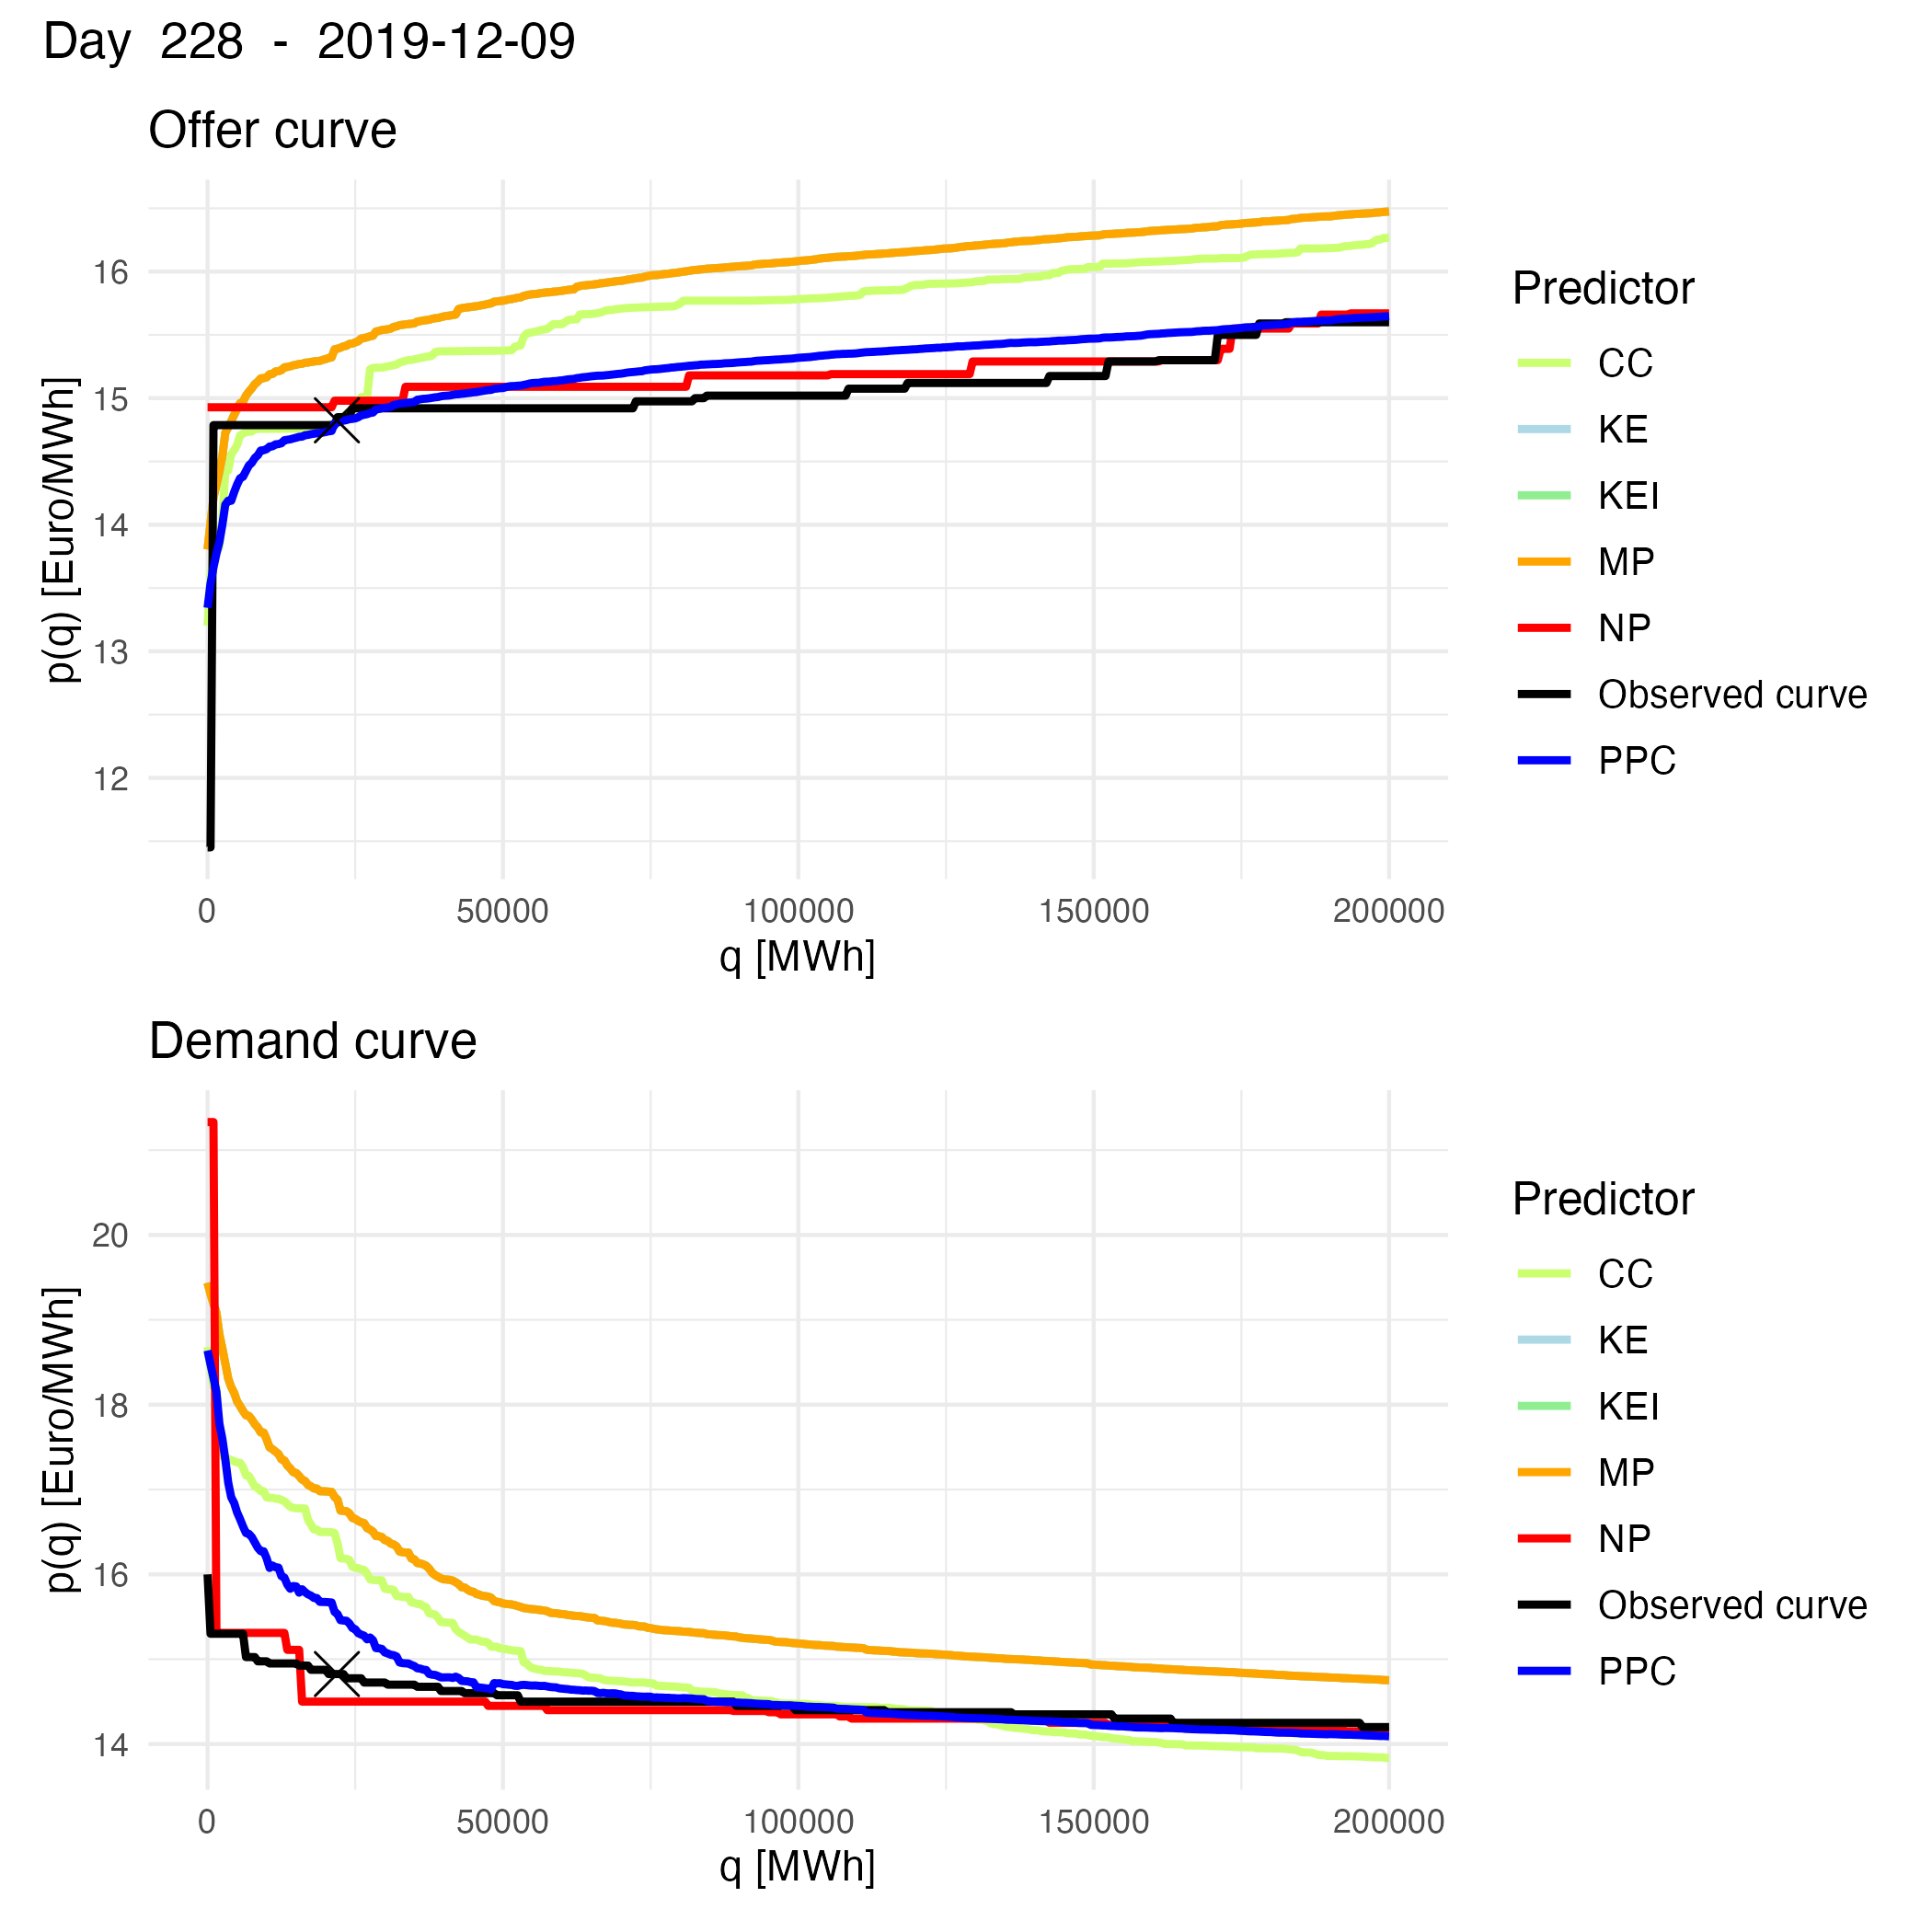 Day 228 - 2019-12-09
Offer curve
p(q) [Euro/MWh]
16
15
14
13
12
0 50000 100000 150000 200000
q [MWh]
Predictor
CC
KE
KEI
MP
NP
Observed curve
PPC
Demand curve
p(q) [Euro/MWh]
20
18
16
14
0 50000 100000 150000 200000
q [MWh]
Predictor
CC
KE
KEI
MP
NP
Observed curve
PPC